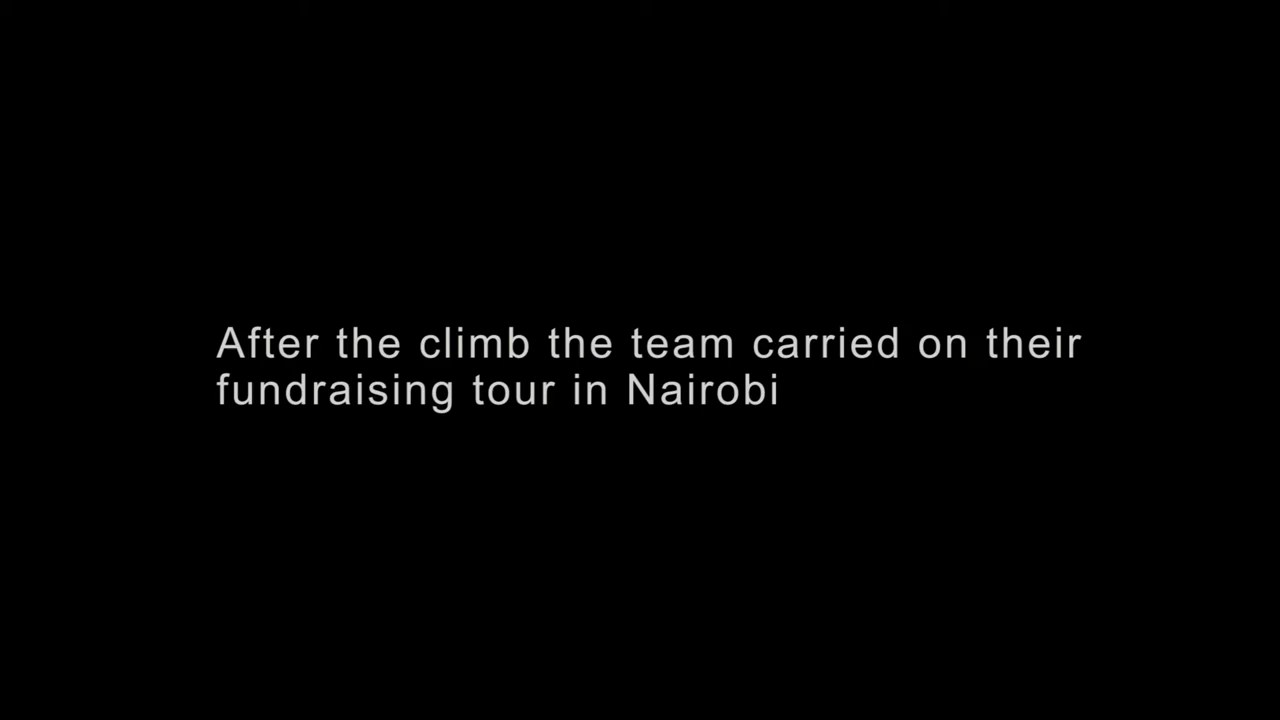 After the climb the team carried on their
fundraising tour in Nairobi